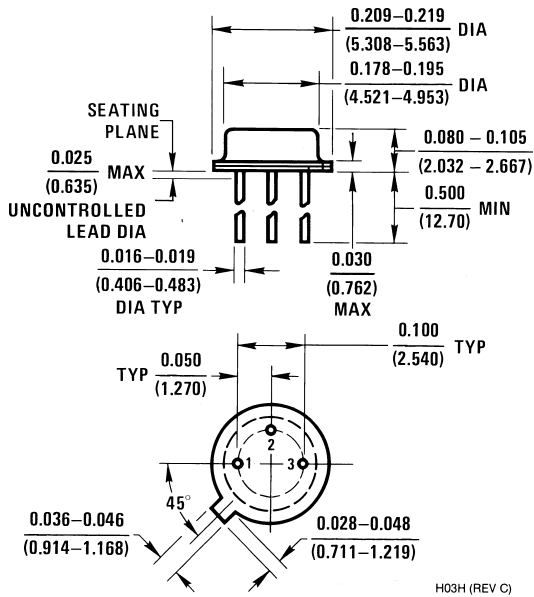 0.209–0.219
(5.308–5.563)
DIA
0.178–0.195
(4.521–4.953)
DIA
SEATING
PLANE
0.025
(0.635)
MAX
UNCONTROLLED
LEAD DIA
0.080 – 0.105
(2.032 – 2.667)
0.500
(12.70)
MIN
0.016–0.019
(0.406–0.483)
DIA TYP
0.030
(0.762)
MAX
0.100
(2.540)
TYP
TYP
0.050
(1.270)
2
1
3
45°
0.036–0.046
(0.914–1.168)
0.028–0.048
(0.711–1.219)
H03H (REV C)